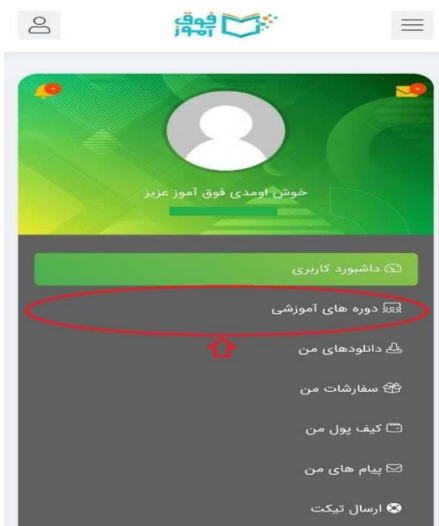 فوق
آموز
خوش اومدی فوق آموز عزیز
داشبورد کاربری
دوره های آموزشی
دانلودهای من
سفارشات من
کیف پول من
پیام های من
ارسال تیکت